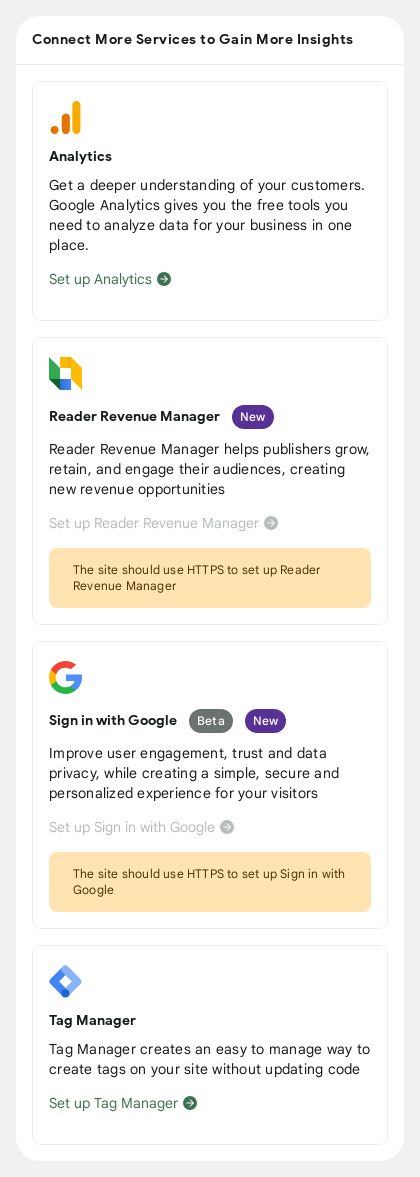 Connect More Services to Gain More Insights
Analytics
Get a deeper understanding of your customers.
Google Analytics gives you the free tools you
need to analyze data for your business in one
place.
Set up Analytics
Reader Revenue Manager New
Reader Revenue Manager helps publishers grow,
retain, and engage their audiences, creating
new revenue opportunities
Set up Reader Revenue Manager
The site should use HTTPS to set up Reader
Revenue Manager
Sign in with Google Beta New
Improve user engagement, trust and data
privacy, while creating a simple, secure and
personalized experience for your visitors
Set up Sign in with Google
The site should use HTTPS to set up Sign in with
Google
Tag Manager
Tag Manager creates an easy to manage way to
create tags on your site without updating code
Set up Tag Manager